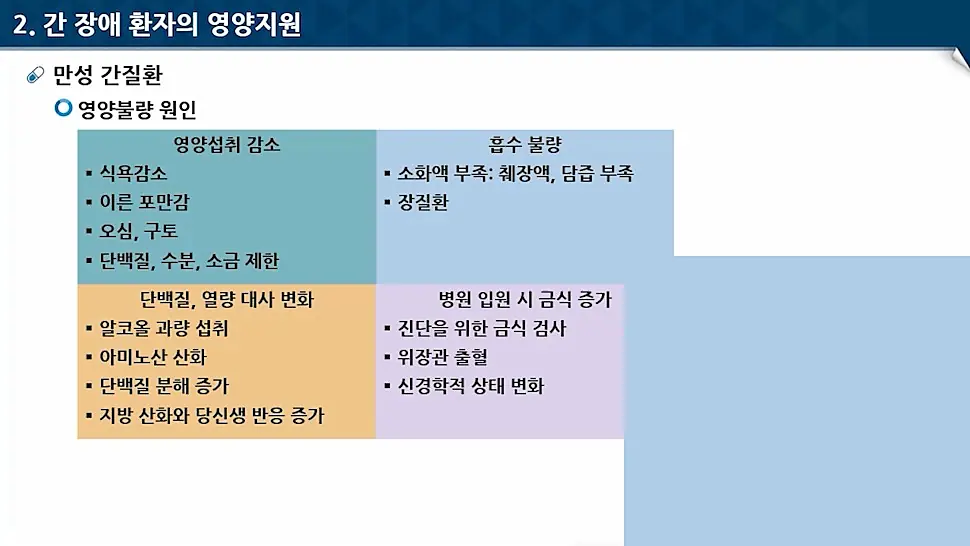 2. 간 장애 환자의 영양지원
만성 간질환
영양불량 원인
영양섭취 감소
▪ 식욕감소
▪ 이른 포만감
▪ 오심, 구토
▪ 단백질, 수분, 소금 제한
흡수 불량
▪ 소화액 부족: 췌장액, 담즙 부족
▪ 장질환
단백질, 열량 대사 변화
▪ 알코올 과량 섭취
▪ 아미노산 산화
▪ 단백질 분해 증가
▪ 지방 산화와 당신생 반응 증가
병원 입원 시 금식 증가
▪ 진단을 위한 금식 검사
▪ 위장관 출혈
▪ 신경학적 상태 변화